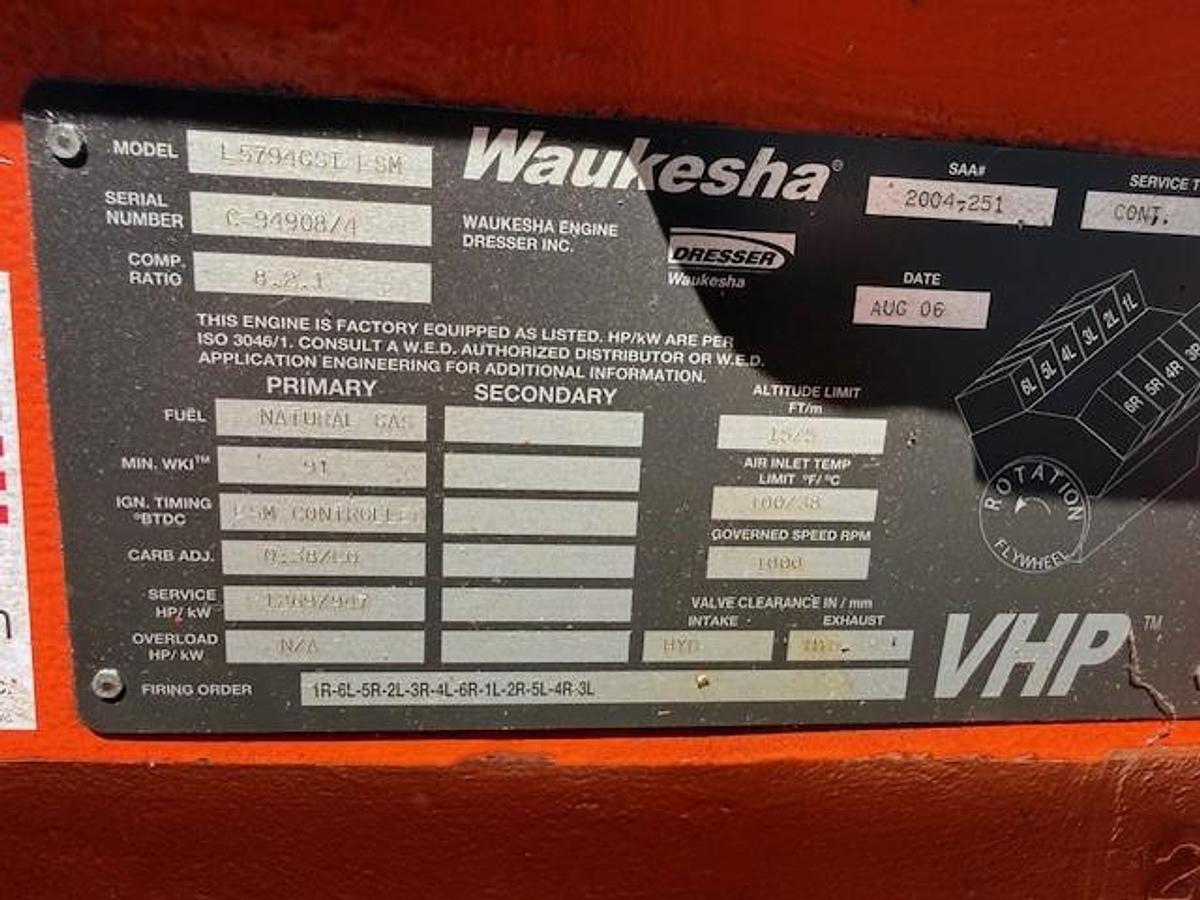 MODEL L5794GSI ESM
SERIAL NUMBER C-94908/4
COMP. RATIO 8.2.1
Waukesha®
WAUKESHA ENGINE
DRESSER INC.
DRESSER
Waukesha
SAA#
2004-251
SERVICE T
CONT.
DATE
AUG 06
THIS ENGINE IS FACTORY EQUIPPED AS LISTED. HP/kW ARE PER
ISO 3046/1. CONSULT A W.E.D. AUTHORIZED DISTRIBUTOR OR W.E.D.
APPLICATION ENGINEERING FOR ADDITIONAL INFORMATION.
PRIMARY SECONDARY
FUEL NATURAL GAS
MIN. WKI™ 91
IGN. TIMING °BTDC ESM CONTROLLED
CARB ADJ.
SERVICE HP/ kW
OVERLOAD HP/ kW N/A
ALTITUDE LIMIT
FT/m
AIR INLET TEMP
LIMIT °F/ °C
100/38
GOVERNED SPEED RPM
1000
VALVE CLEARANCE IN / mm
INTAKE EXHAUST
HYD
FIRING ORDER 1R-6L-5R-2L-3R-4L-6R-1L-2R-5L-4R-3L
6L 5L 4L 3L 2L 1L
6R 5R 4R 3R
ROTATION
FLYWHEEL
VHP™